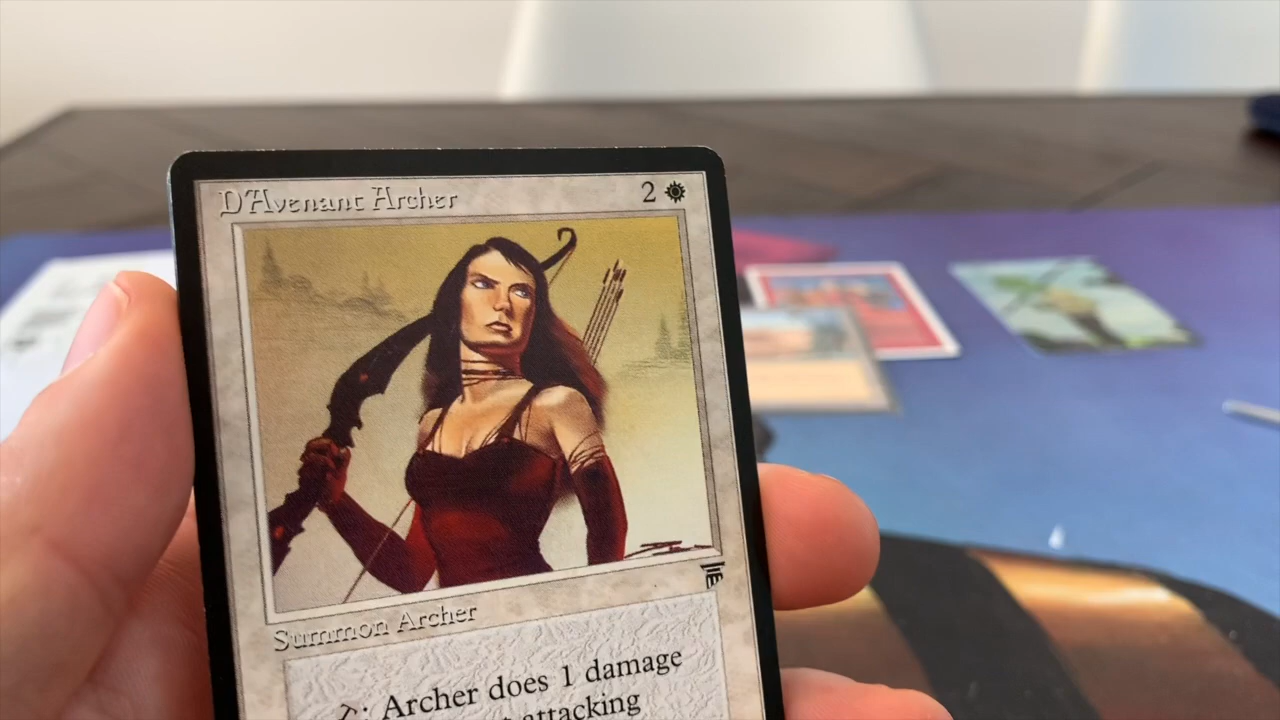 D'Avenant Archer 2
Summon Archer
T: Archer does 1 damage
attacking